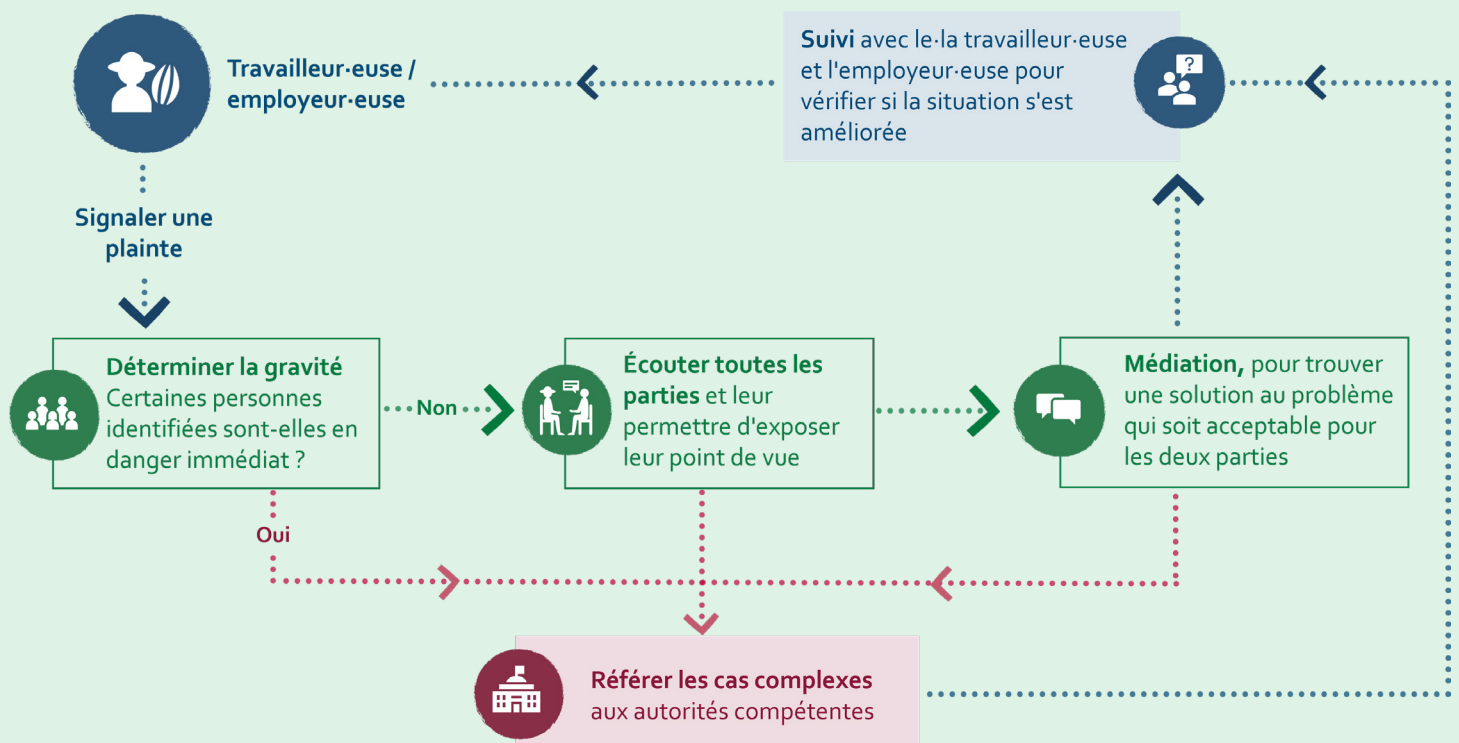 Travailleur·euse /
employeur·euse
Suivi avec le·la travailleur·euse
et l'employeur·euse pour
vérifier si la situation s'est
améliorée
?
Signaler une
plainte
Déterminer la gravité
Certaines personnes
identifiées sont-elles en
danger immédiat ?
Non
Écouter toutes les
parties et leur
permettre d'exposer
leur point de vue
Médiation, pour trouver
une solution au problème
qui soit acceptable pour
les deux parties
Oui
Référer les cas complexes
aux autorités compétentes